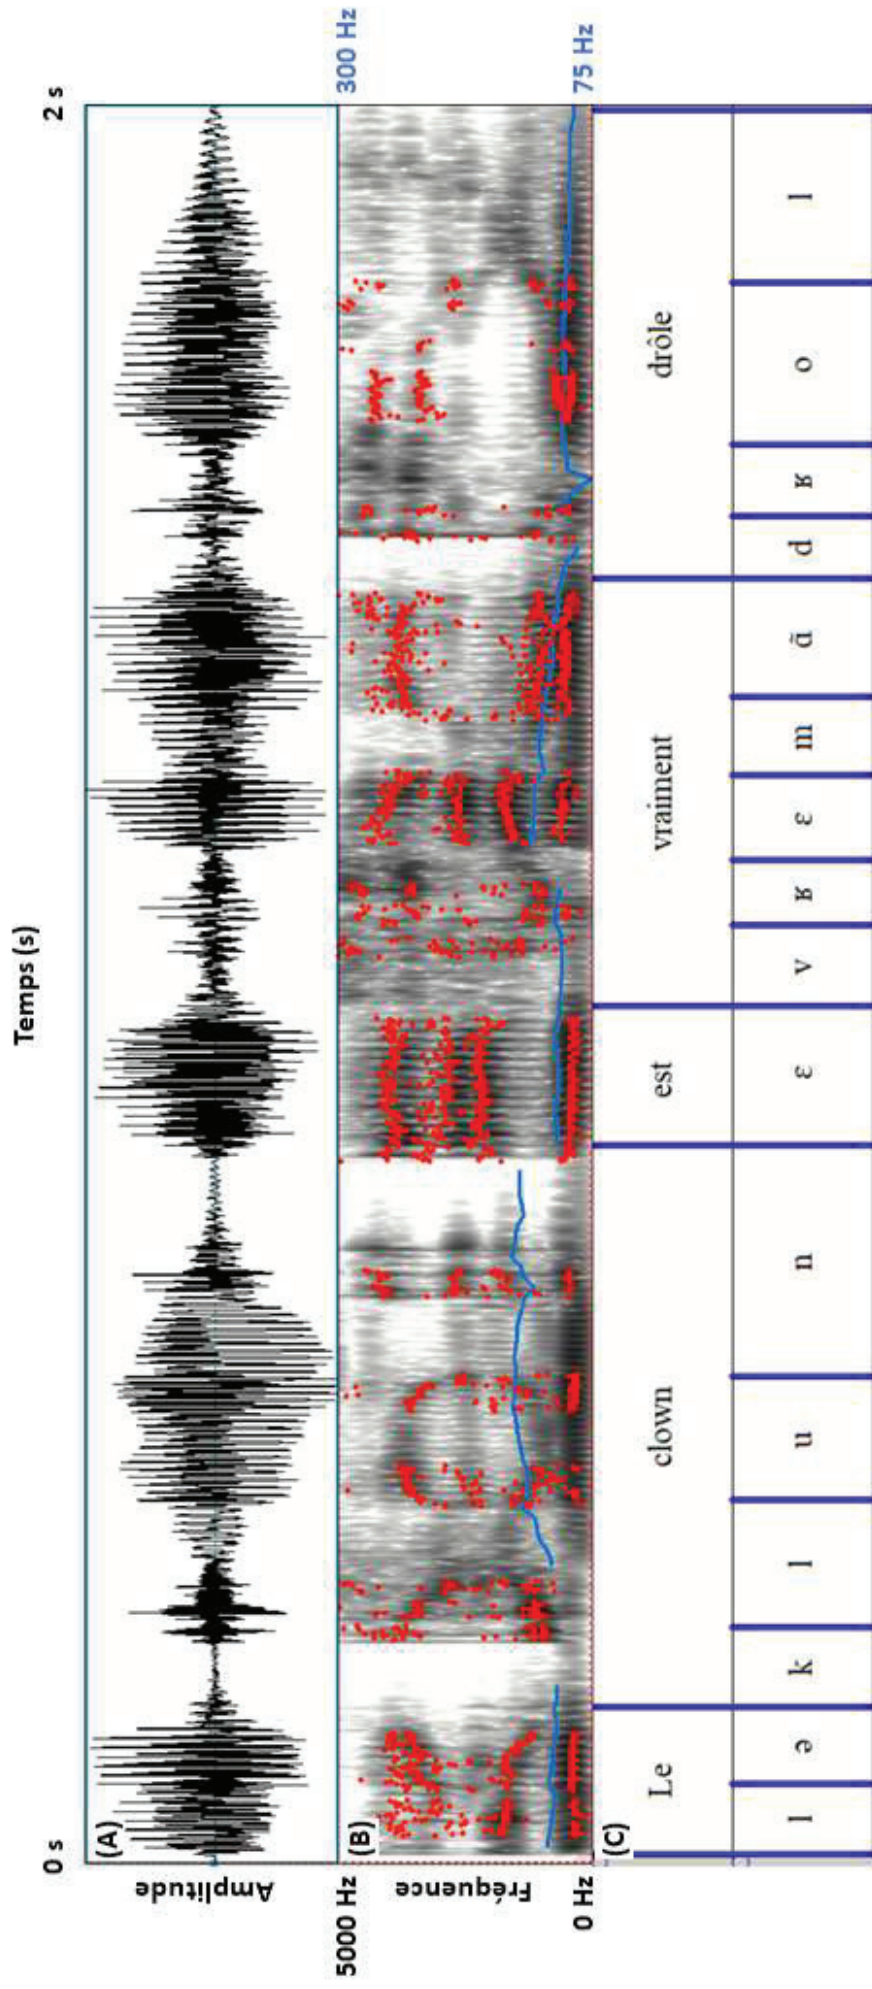 Temps (s)
0 s 2 s
(A)
Amplitude
5000 Hz (B) 300 Hz
Fréquence
0 Hz 75 Hz
(C)
Le clown est vraiment drôle
l ə k l u n ɛ v ʁ ɛ m ɑ̃ d ʁ o l